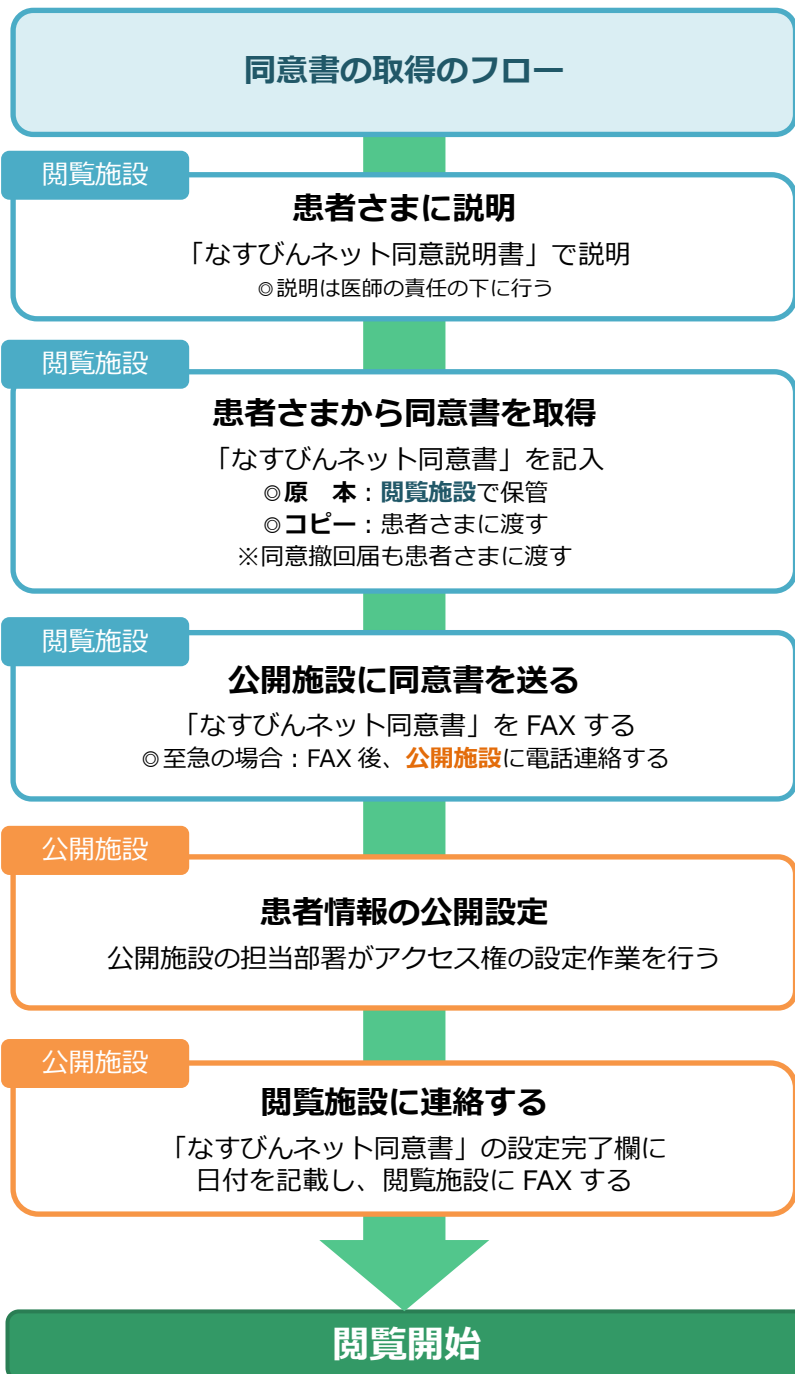 同意書の取得のフロー
閲覧施設
患者さまに説明
「なすびんネット同意説明書」で説明
◎説明は医師の責任の下に行う
閲覧施設
患者さまから同意書を取得
「なすびんネット同意書」を記入
◎原　本：閲覧施設で保管
◎コピー：患者さまに渡す
※同意撤回届も患者さまに渡す
閲覧施設
公開施設に同意書を送る
「なすびんネット同意書」を FAX する
◎至急の場合：FAX 後、公開施設に電話連絡する
公開施設
患者情報の公開設定
公開施設の担当部署がアクセス権の設定作業を行う
公開施設
閲覧施設に連絡する
「なすびんネット同意書」の設定完了欄に
日付を記載し、閲覧施設に FAX する
閲覧開始